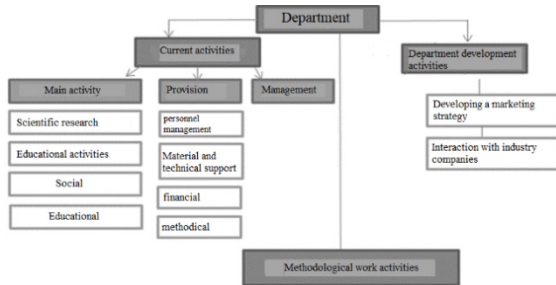 Department
Current activities
Department development
activities
Main activity
Provision
Management
Scientific research
Educational activities
Social
Educational
personnel
management
Material and
technical support
financial
methodical
Developing a marketing
strategy
Interaction with industry
companies
Methodological work activities